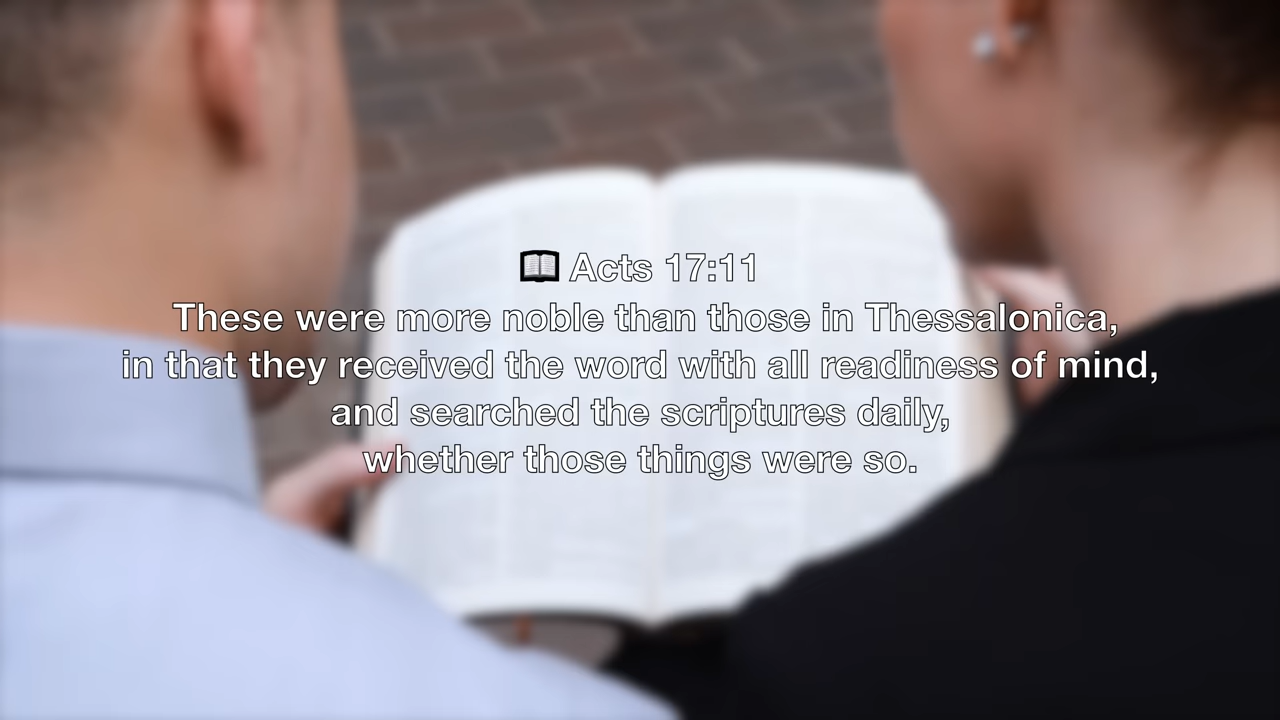 📖 Acts 17:11
These were more noble than those in Thessalonica,
in that they received the word with all readiness of mind,
and searched the scriptures daily,
whether those things were so.